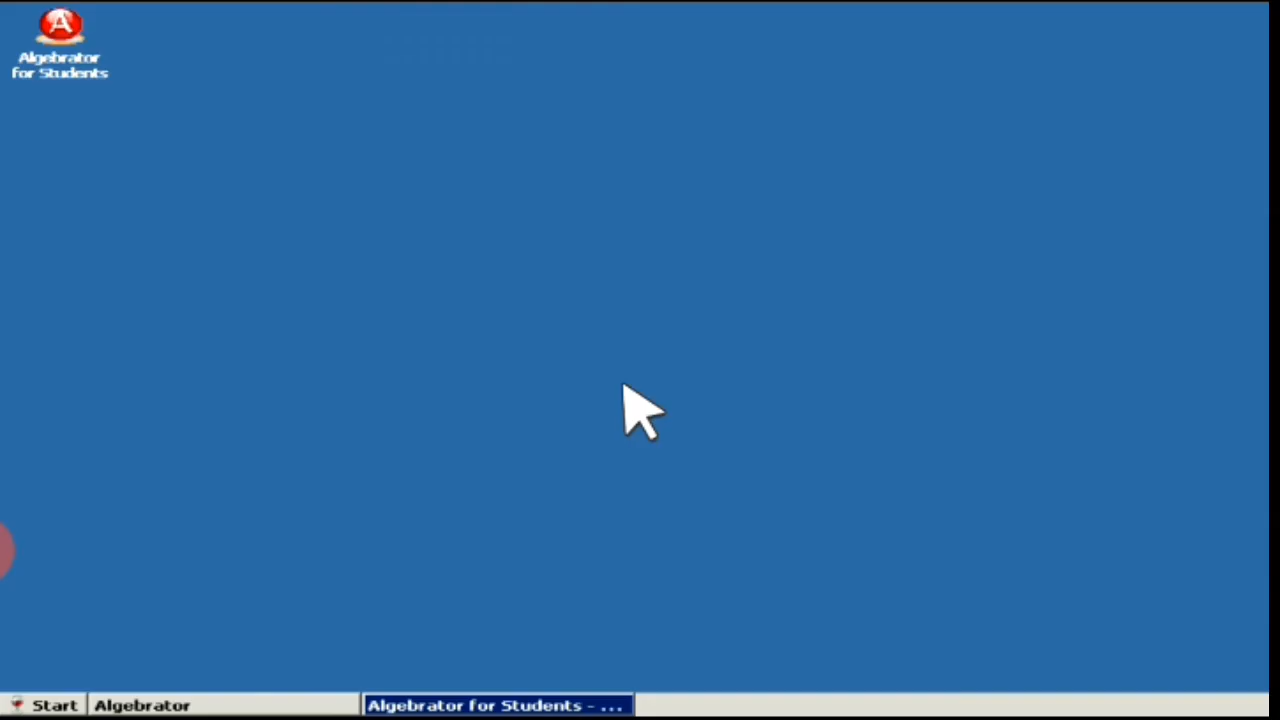 A
Algebrator
for Students
Start
Algebrator
Algebrator for Students - ...